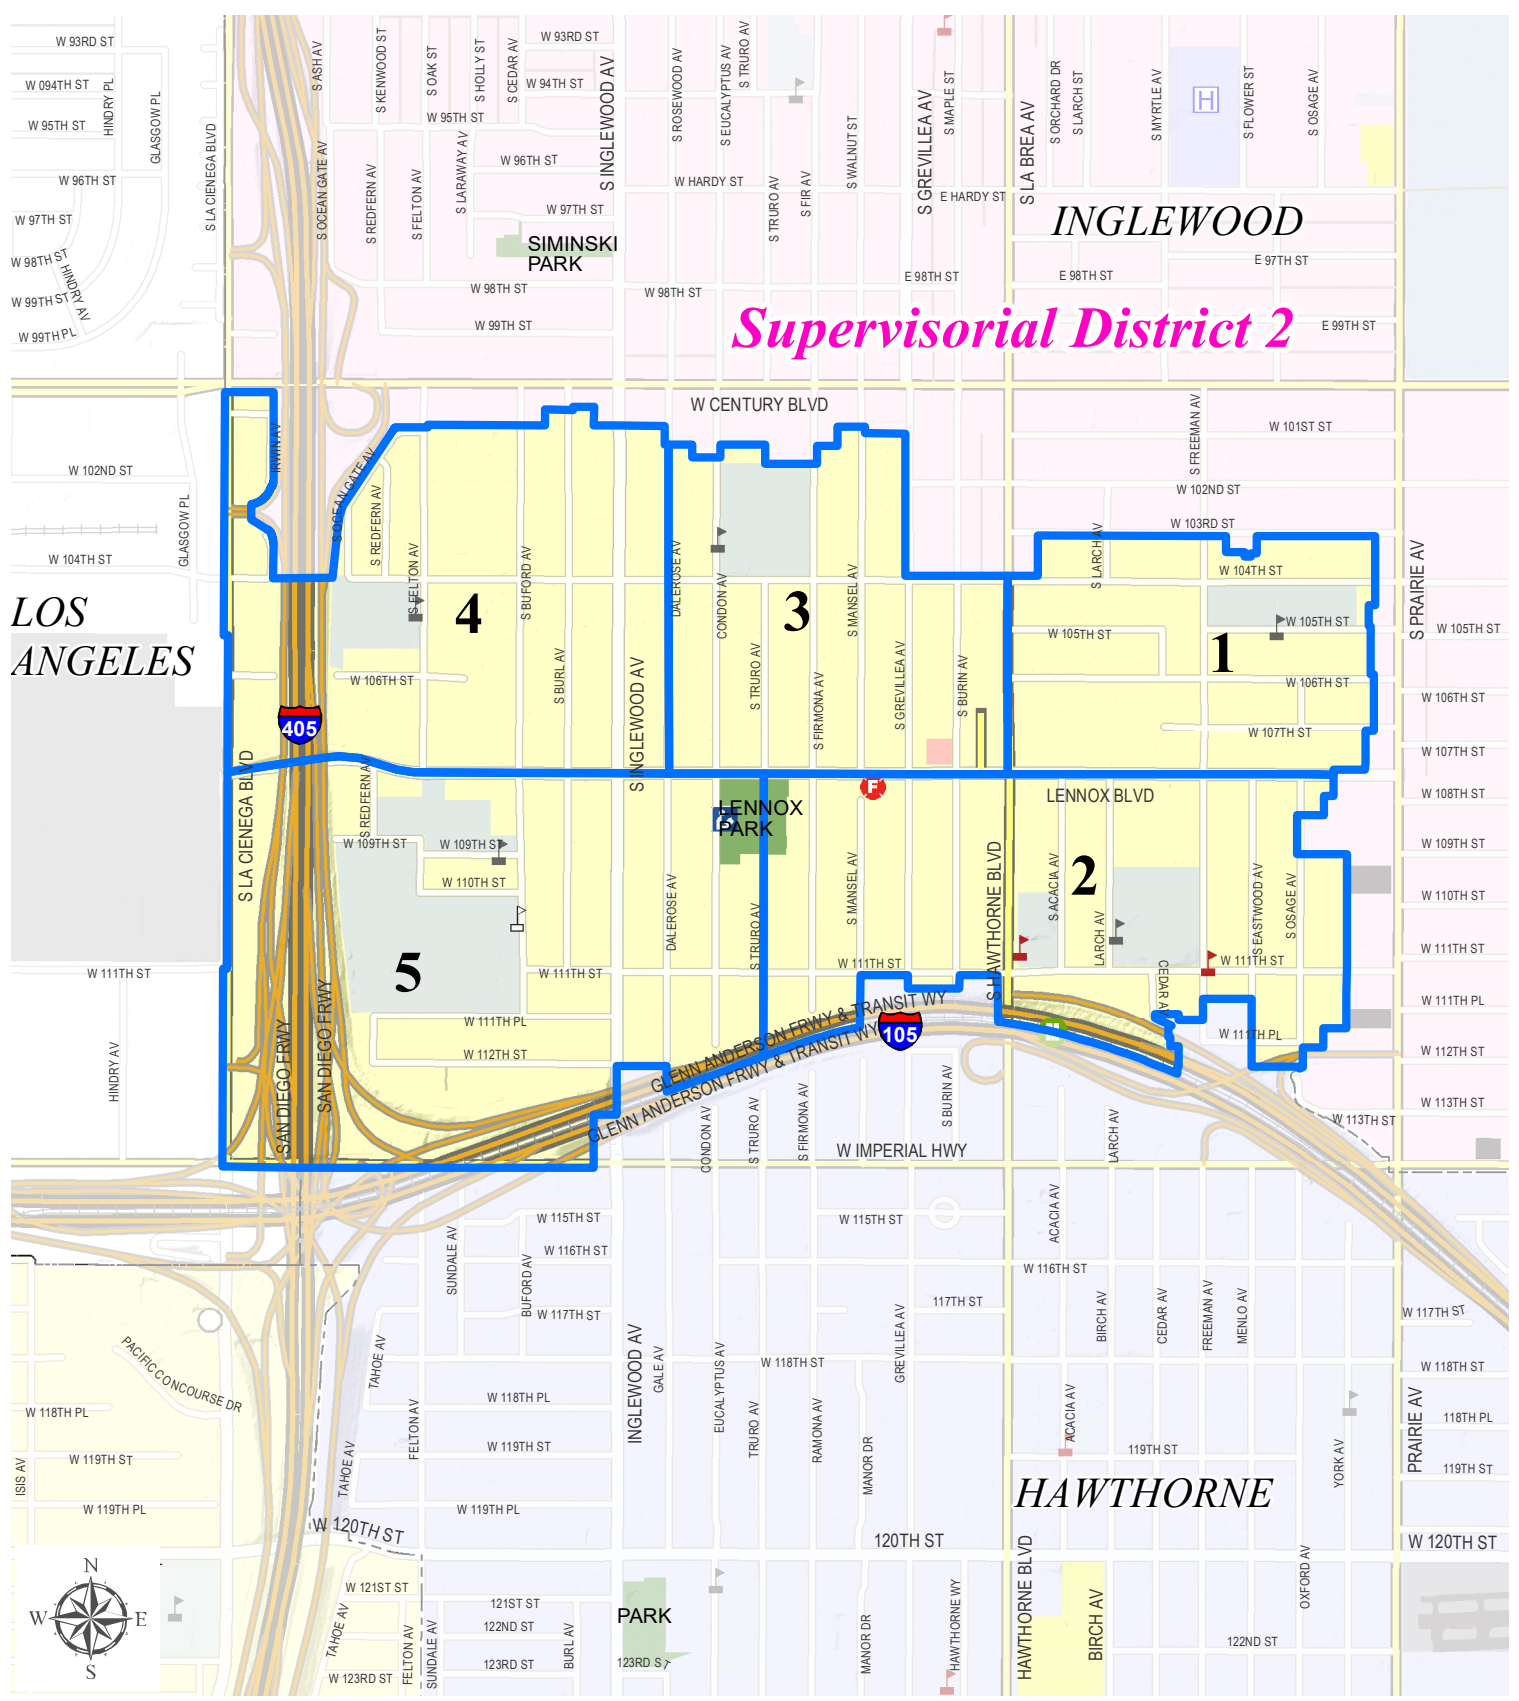 W 93RD ST
S ASH AV
S KENWOOD ST
S OAK ST
S HOLLY ST
S CEDAR AV
W 93RD ST
S INGLEWOOD AV
S ROSEWOOD AV
S EUCALYPTUS AV
S TRURO AV
S GREVILLEA AV
S MAPLE ST
S LA BREA AV
S ORCHARD DR
S LARCH ST
S MYRTLE AV
H
S FLOWER ST
S OSAGE AV
W 094TH ST
HINDRY PL
GLASGOW PL
W 94TH ST
W 95TH ST
S LA CIENEGA BLVD
W 95TH ST
S WALNUT ST
W 96TH ST
S OCEAN GATE AV
S REDFERN AV
S FELTON AV
S LARAWAY AV
W 96TH ST
W HARDY ST
S TRURO AV
S FIR AV
E HARDY ST
W 97TH ST
W 97TH ST
INGLEWOOD
SIMINSKI
PARK
W 98TH ST
HINDRY AV
E 97TH ST
E 98TH ST
E 98TH ST
W 98TH ST
W 98TH ST
W 99TH ST
W 99TH ST
W 99TH PL
Supervisorial District 2
E 99TH ST
W CENTURY BLVD
IRWIN AV
S FREEMAN AV
W 101ST ST
W 102ND ST
GLASGOW PL
S OCEAN GATE AV
S REDFERN AV
W 102ND ST
W 103RD ST
W 104TH ST
S FELTON AV
S BUFORD AV
DALEROSE AV
CONDON AV
S MANSEL AV
S LARCH AV
W 104TH ST
S PRAIRIE AV
LOS
ANGELES
4
3
W 105TH ST
1
W 105TH ST
W 105TH ST
W 106TH ST
S BURL AV
S INGLEWOOD AV
S TRURO AV
S FIRMONA AV
S GREVILLEA AV
S BURIN AV
W 106TH ST
W 106TH ST
405
W 107TH ST
W 107TH ST
S LA CIENEGA BLVD
S REDFERN AV
LENNOX
PARK
F
LENNOX BLVD
W 108TH ST
W 109TH ST
W 109TH ST
W 109TH ST
W 110TH ST
DALEROSE AV
S TRURO AV
S MANSEL AV
S HAWTHORNE BLVD
S ACACIA AV
2
LARCH AV
S EASTWOOD AV
S OSAGE AV
W 110TH ST
W 111TH ST
5
W 111TH ST
W 111TH ST
CEDAR AV
W 111TH ST
W 111TH ST
W 111TH PL
W 111TH PL
W 111TH PL
SAN DIEGO FRWY
SAN DIEGO FRWY
W 112TH ST
GLENN ANDERSON FRWY & TRANSIT WY
GLENN ANDERSON FRWY & TRANSIT WY
105
W 112TH ST
HINDRY AV
CONDON AV
S TRURO AV
S FIRMONA AV
S BURIN AV
LARCH AV
W 113TH ST
W 113TH ST
W IMPERIAL HWY
SUNDALE AV
W 115TH ST
W 115TH ST
ACACIA AV
BUFORD AV
W 116TH ST
W 116TH ST
W 117TH ST
117TH ST
BIRCH AV
CEDAR AV
FREEMAN AV
MENLO AV
W 117TH ST
PACIFIC CONCOURSE DR
TAHOE AV
INGLEWOOD AV
GALE AV
EUCALYPTUS AV
W 118TH ST
GREVILLEA AV
W 118TH ST
W 118TH PL
W 118TH PL
FELTON AV
TRURO AV
RAMONA AV
MANOR DR
ACACIA AV
PRAIRIE AV
118TH PL
W 119TH ST
W 119TH ST
119TH ST
YORK AV
119TH ST
ISIS AV
TAHOE AV
W 119TH PL
W 119TH PL
HAWTHORNE
W 120TH ST
120TH ST
W 120TH ST
N
W
E
S
W 121ST ST
121ST ST
122ND ST
PARK
HAWTHORNE WY
HAWTHORNE BLVD
BIRCH AV
OXFORD AV
TAHOE AV
FELTON AV
SUNDALE AV
BURL AV
MANOR DR
122ND ST
W 123RD ST
123RD ST
123RD ST